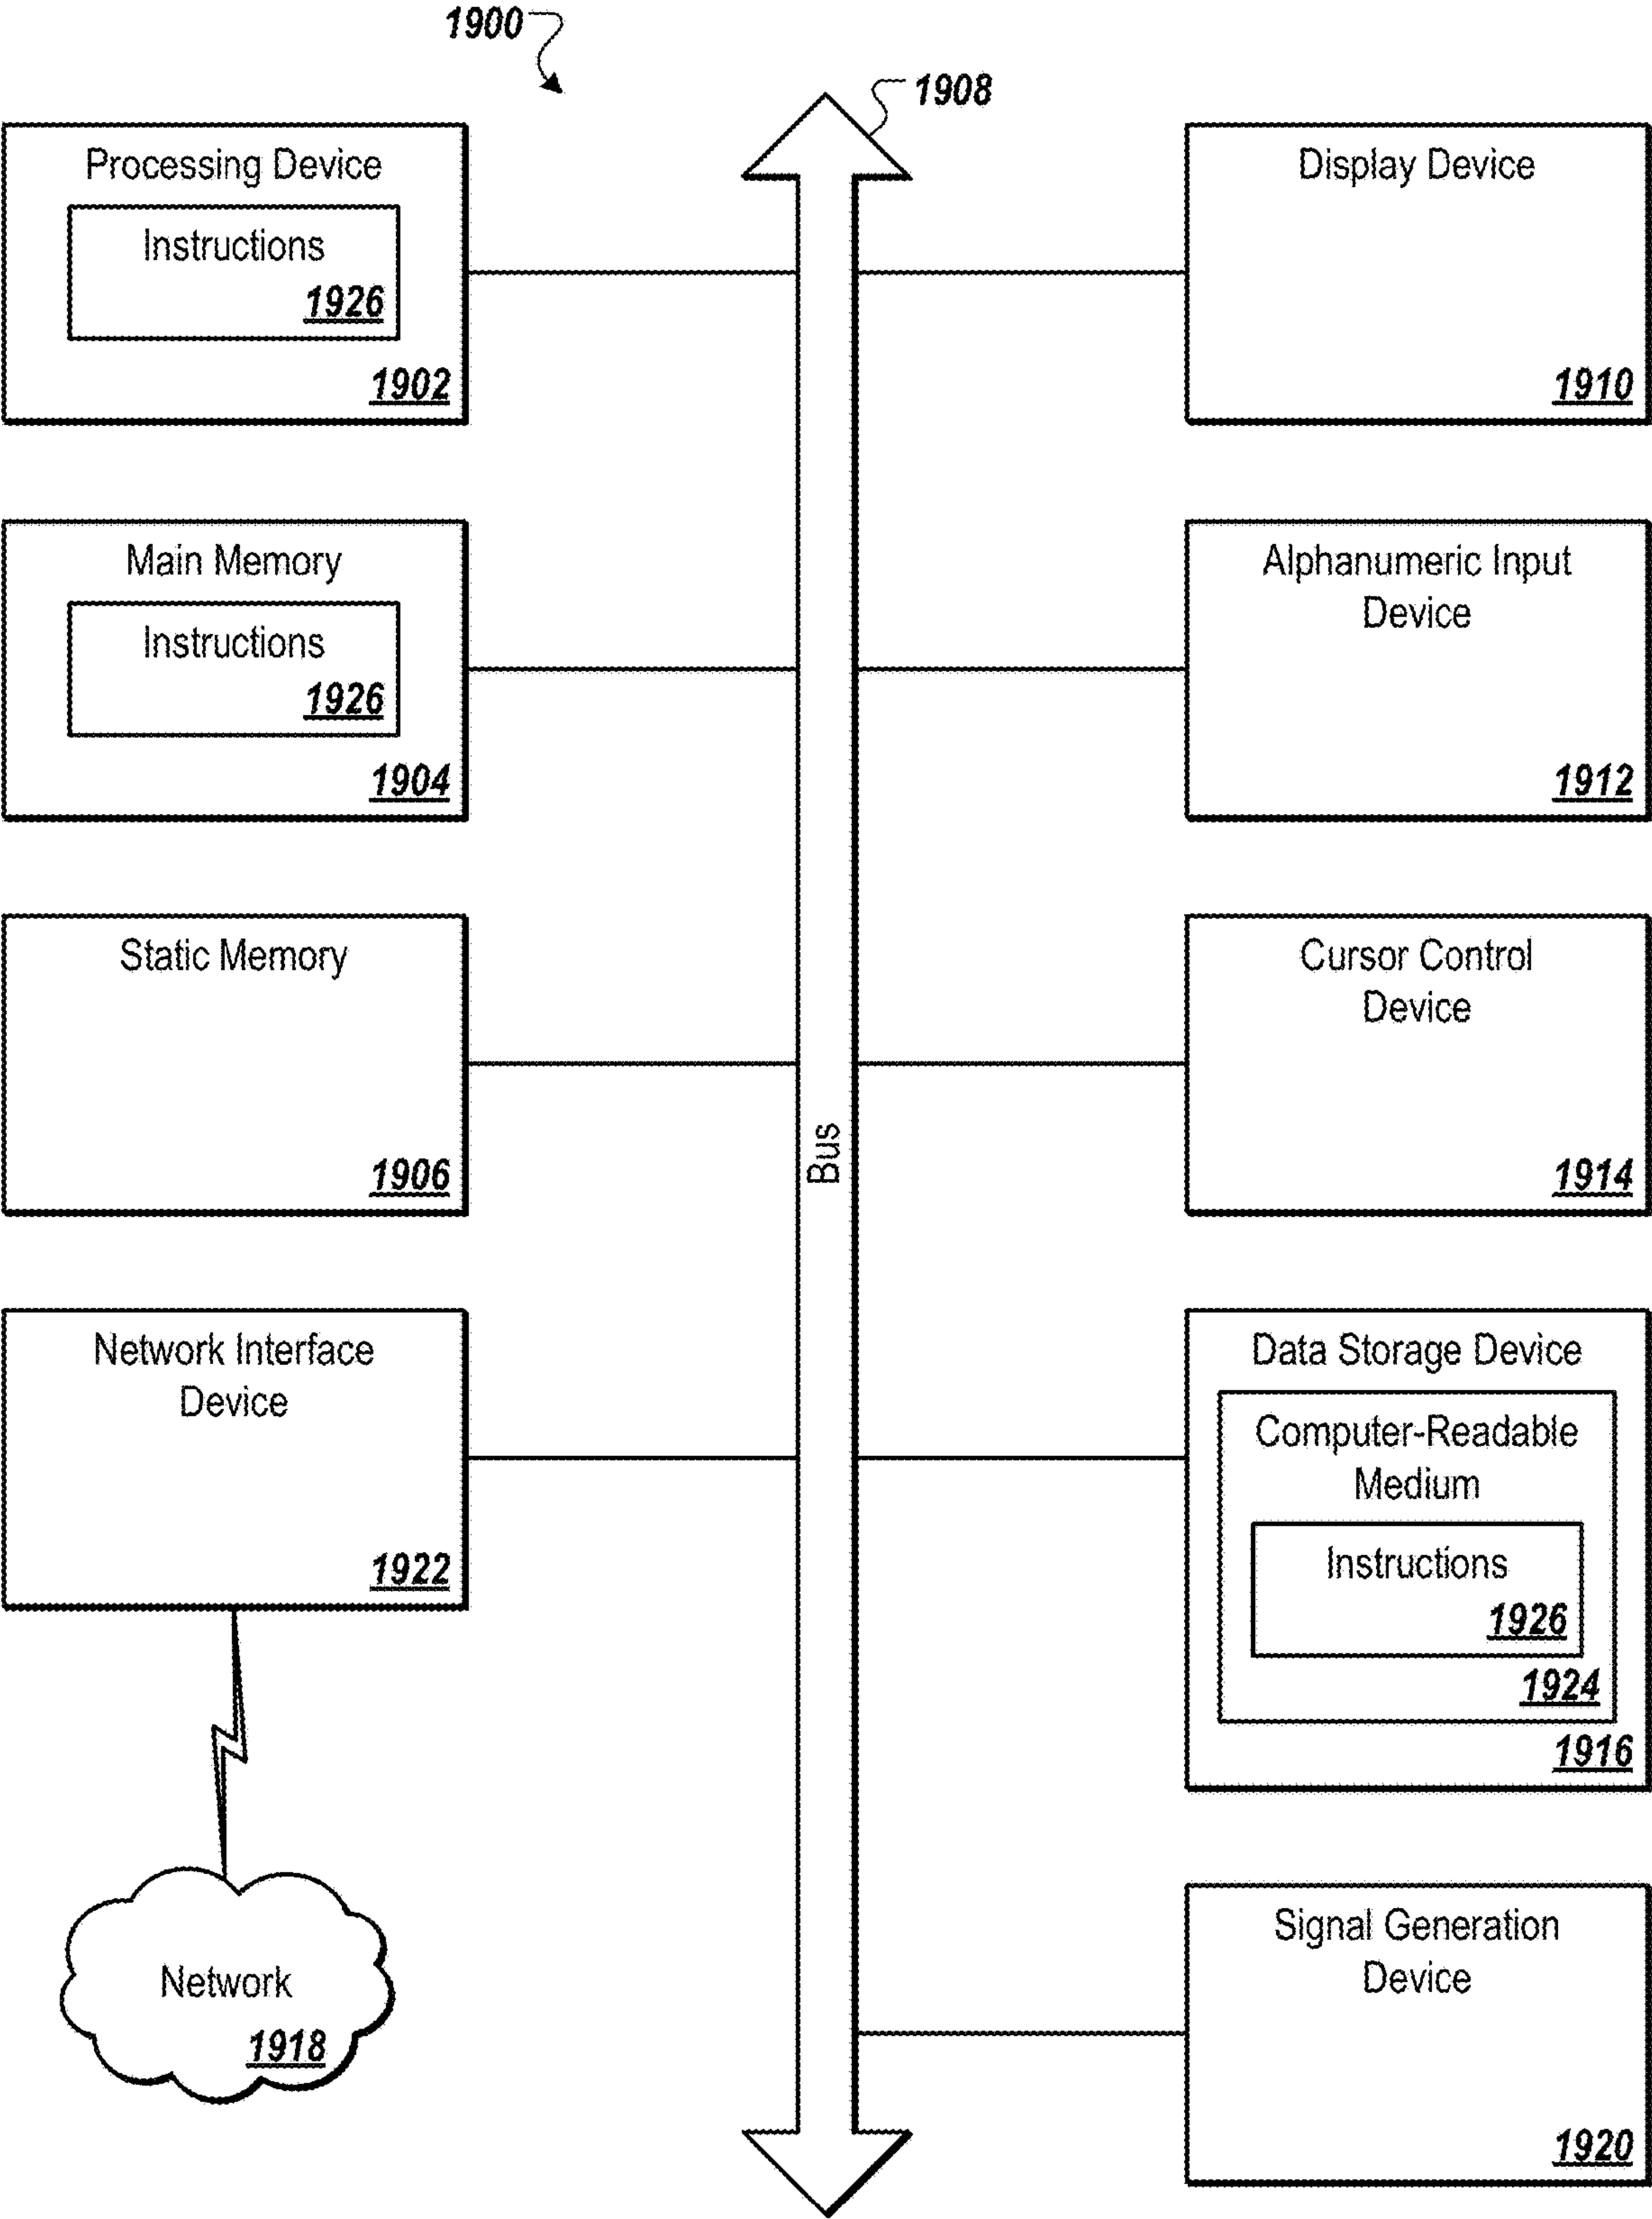 1900
1908
Processing Device
Instructions
1926
1902
Display Device
1910
Main Memory
Instructions
1926
1904
Alphanumeric Input
Device
1912
Static Memory
1906
Cursor Control
Device
1914
Bus
Network Interface
Device
1922
Data Storage Device
Computer-Readable
Medium
Instructions
1926
1924
1916
Network
1918
Signal Generation
Device
1920